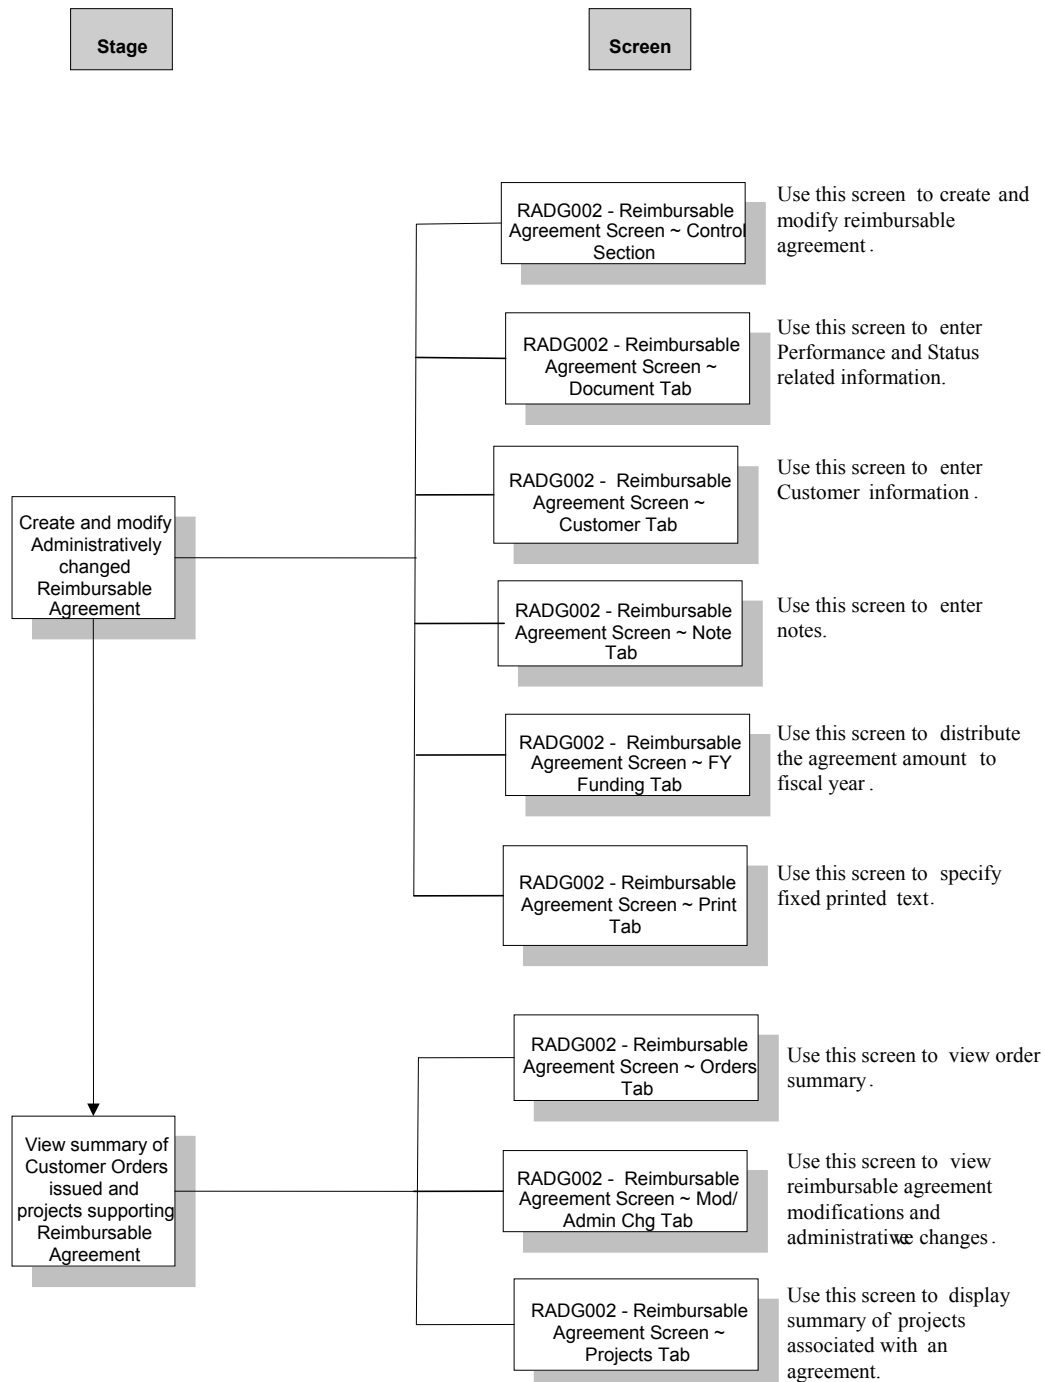 Stage
Screen
RADG002 - Reimbursable
Agreement Screen ~ Control
Section
Use this screen to create and
modify reimbursable
agreement.
RADG002 - Reimbursable
Agreement Screen ~
Document Tab
Use this screen to enter
Performance and Status
related information.
RADG002 - Reimbursable
Agreement Screen ~
Customer Tab
Use this screen to enter
Customer information.
Create and modify
Administratively
changed
Reimbursable
Agreement
RADG002 - Reimbursable
Agreement Screen ~ Note
Tab
Use this screen to enter
notes.
RADG002 - Reimbursable
Agreement Screen ~ FY
Funding Tab
Use this screen to distribute
the agreement amount to
fiscal year.
RADG002 - Reimbursable
Agreement Screen ~ Print
Tab
Use this screen to specify
fixed printed text.
RADG002 - Reimbursable
Agreement Screen ~ Orders
Tab
Use this screen to view order
summary.
View summary of
Customer Orders
issued and
projects supporting
Reimbursable
Agreement
RADG002 - Reimbursable
Agreement Screen ~ Mod/
Admin Chg Tab
Use this screen to view
reimbursable agreement
modifications and
administrative changes.
RADG002 - Reimbursable
Agreement Screen ~
Projects Tab
Use this screen to display
summary of projects
associated with an
agreement.